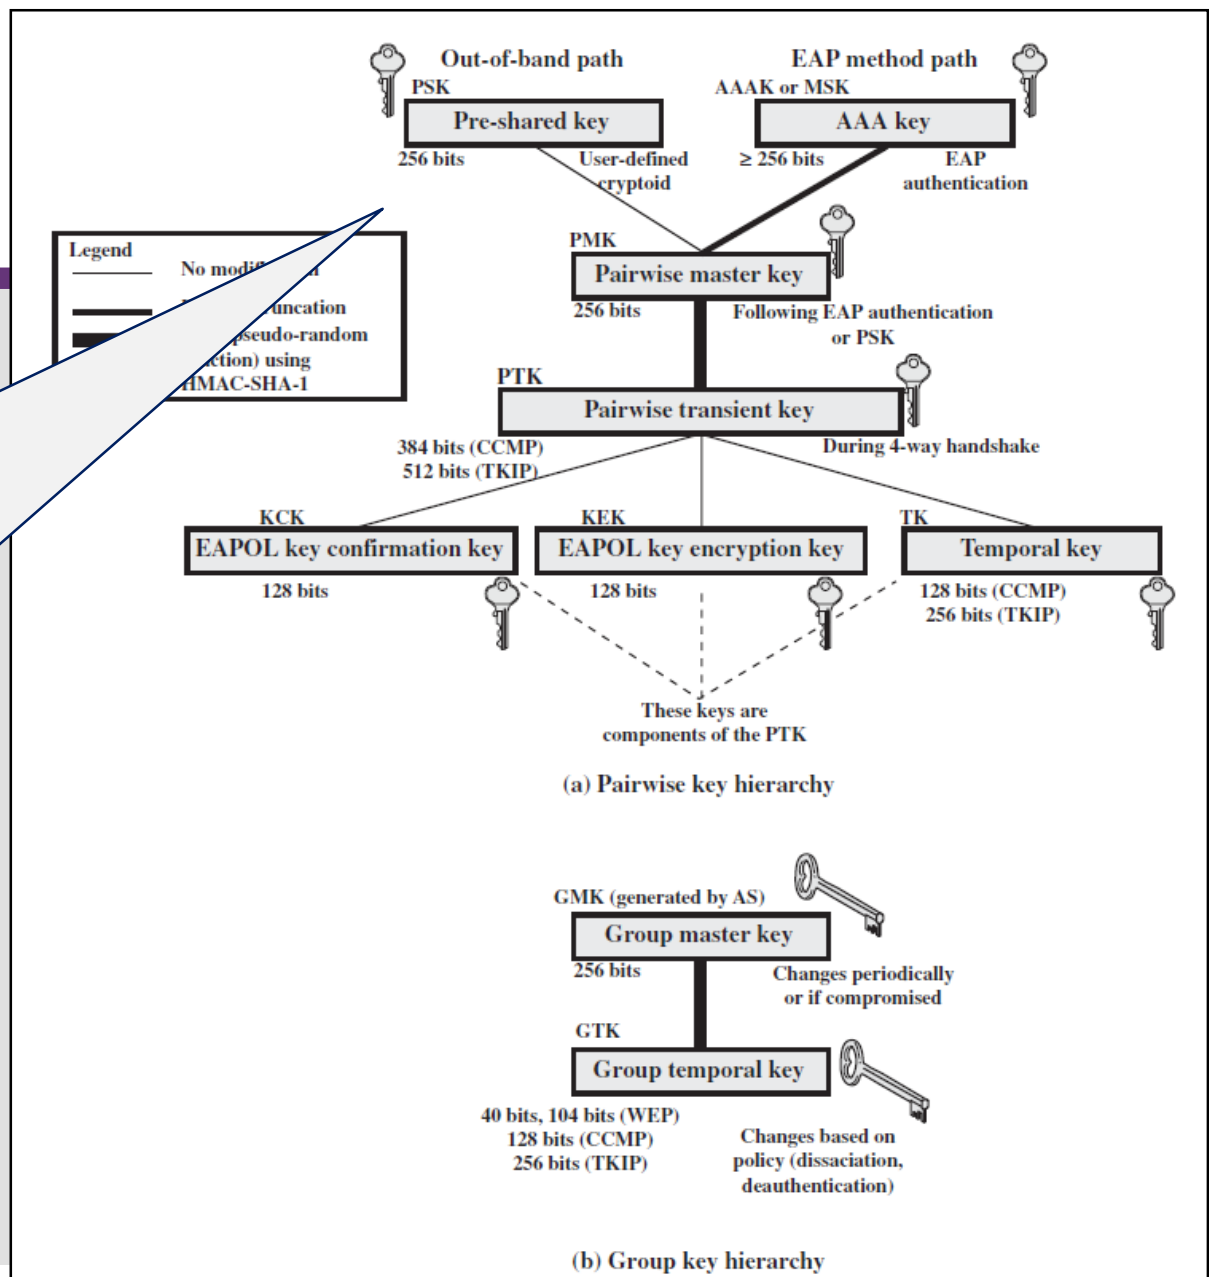 Out-of-band path
EAP method path
PSK
AAAK or MSK
Pre-shared key
AAA key
256 bits
User-defined
cryptoid
≥ 256 bits
EAP
authentication
Legend
No
PMK
Pairwise master key
256 bits
Following EAP authentication
or PSK
pseudo-random
using
HMAC-SHA-1
PTK
Pairwise transient key
384 bits (CCMP)
512 bits (TKIP)
During 4-way handshake
KCK
KEK
TK
EAPOL key confirmation key
EAPOL key encryption key
Temporal key
128 bits
128 bits
128 bits (CCMP)
256 bits (TKIP)
These keys are
components of the PTK
(a) Pairwise key hierarchy
GMK (generated by AS)
Group master key
256 bits
Changes periodically
or if compromised
GTK
Group temporal key
40 bits, 104 bits (WEP)
128 bits (CCMP)
256 bits (TKIP)
Changes based on
policy (dissaciation,
deauthentication)
(b) Group key hierarchy